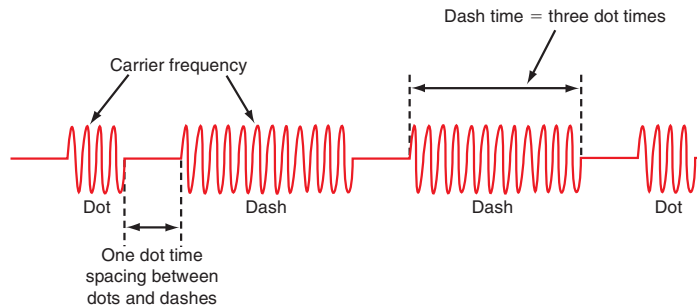 Dash time = three dot times
Carrier frequency
Dot
Dash
Dash
Dot
One dot time
spacing between
dots and dashes